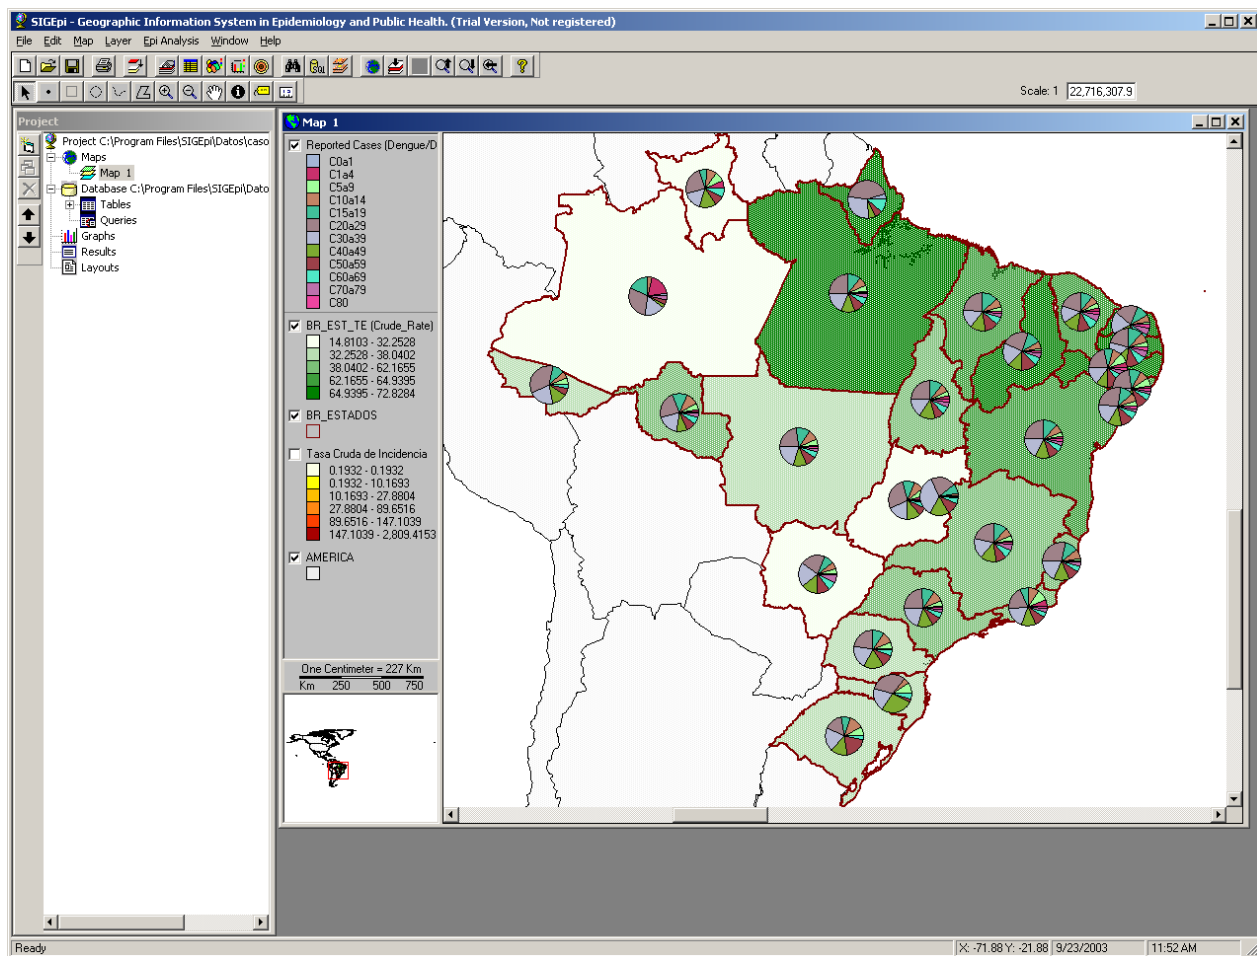 SIGEpi - Geographic Information System in Epidemiology and Public Health. (Trial Version, Not registered)
File Edit Map Layer Epi Analysis Window Help
SQL
Scale: 1 22,716,307.9
Project
Project C:\Program Files\SIGEpi\Datos\caso
Maps
Map 1
Database C:\Program Files\SIGEpi\Dato
Tables
Queries
Graphs
Results
Layouts
Map 1
Reported Cases (Dengue/D
C0a1
C1a4
C5a9
C10a14
C15a19
C20a29
C30a39
C40a49
C50a59
C60a69
C70a79
C80
BR_EST_TE (Crude_Rate)
14.8103 - 32.2528
32.2528 - 38.0402
38.0402 - 62.1655
62.1655 - 64.9395
64.9395 - 72.8284
BR_ESTADOS
Tasa Cruda de Incidencia
0.1932 - 0.1932
0.1932 - 10.1693
10.1693 - 27.8804
27.8804 - 89.6516
89.6516 - 147.1039
147.1039 - 2,809.4153
AMERICA
One Centimeter = 227 Km
Km 250 500 750
Ready
X: -71.88 Y: -21.88 9/23/2003 11:52 AM